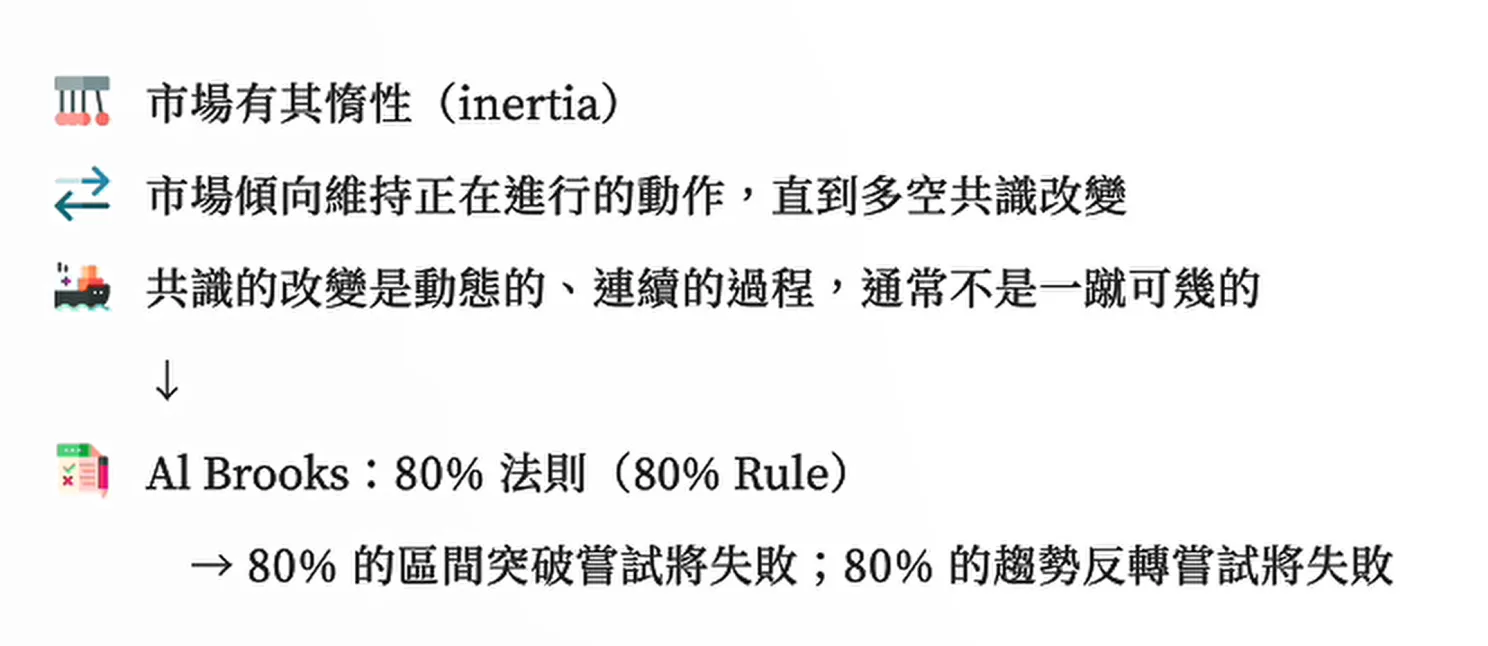 市場有其惰性（inertia）
市場傾向維持正在進行的動作，直到多空共識改變
共識的改變是動態的、連續的過程，通常不是一蹴可幾的
↓
Al Brooks：80% 法則（80% Rule）
→ 80% 的區間突破嘗試將失敗；80% 的趨勢反轉嘗試將失敗